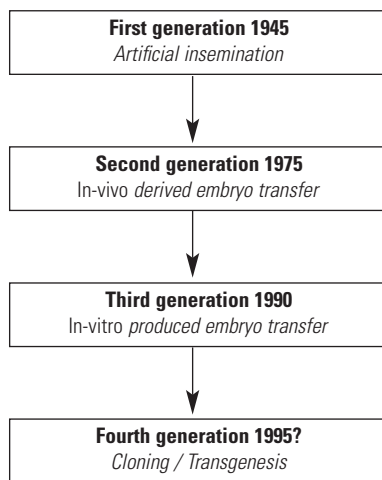 First generation 1945
Artificial insemination
Second generation 1975
In-vivo derived embryo transfer
Third generation 1990
In-vitro produced embryo transfer
Fourth generation 1995?
Cloning / Transgenesis